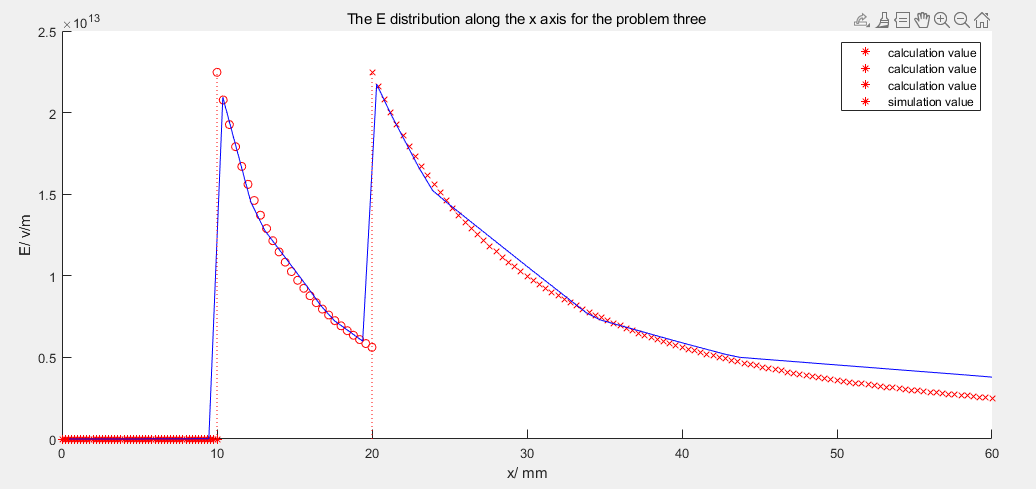 The E distribution along the x axis for the problem three
×10^13
2.5
2
1.5
1
0.5
0
E/ v/m
calculation value
calculation value
calculation value
simulation value
0 10 20 30 40 50 60
x/ mm